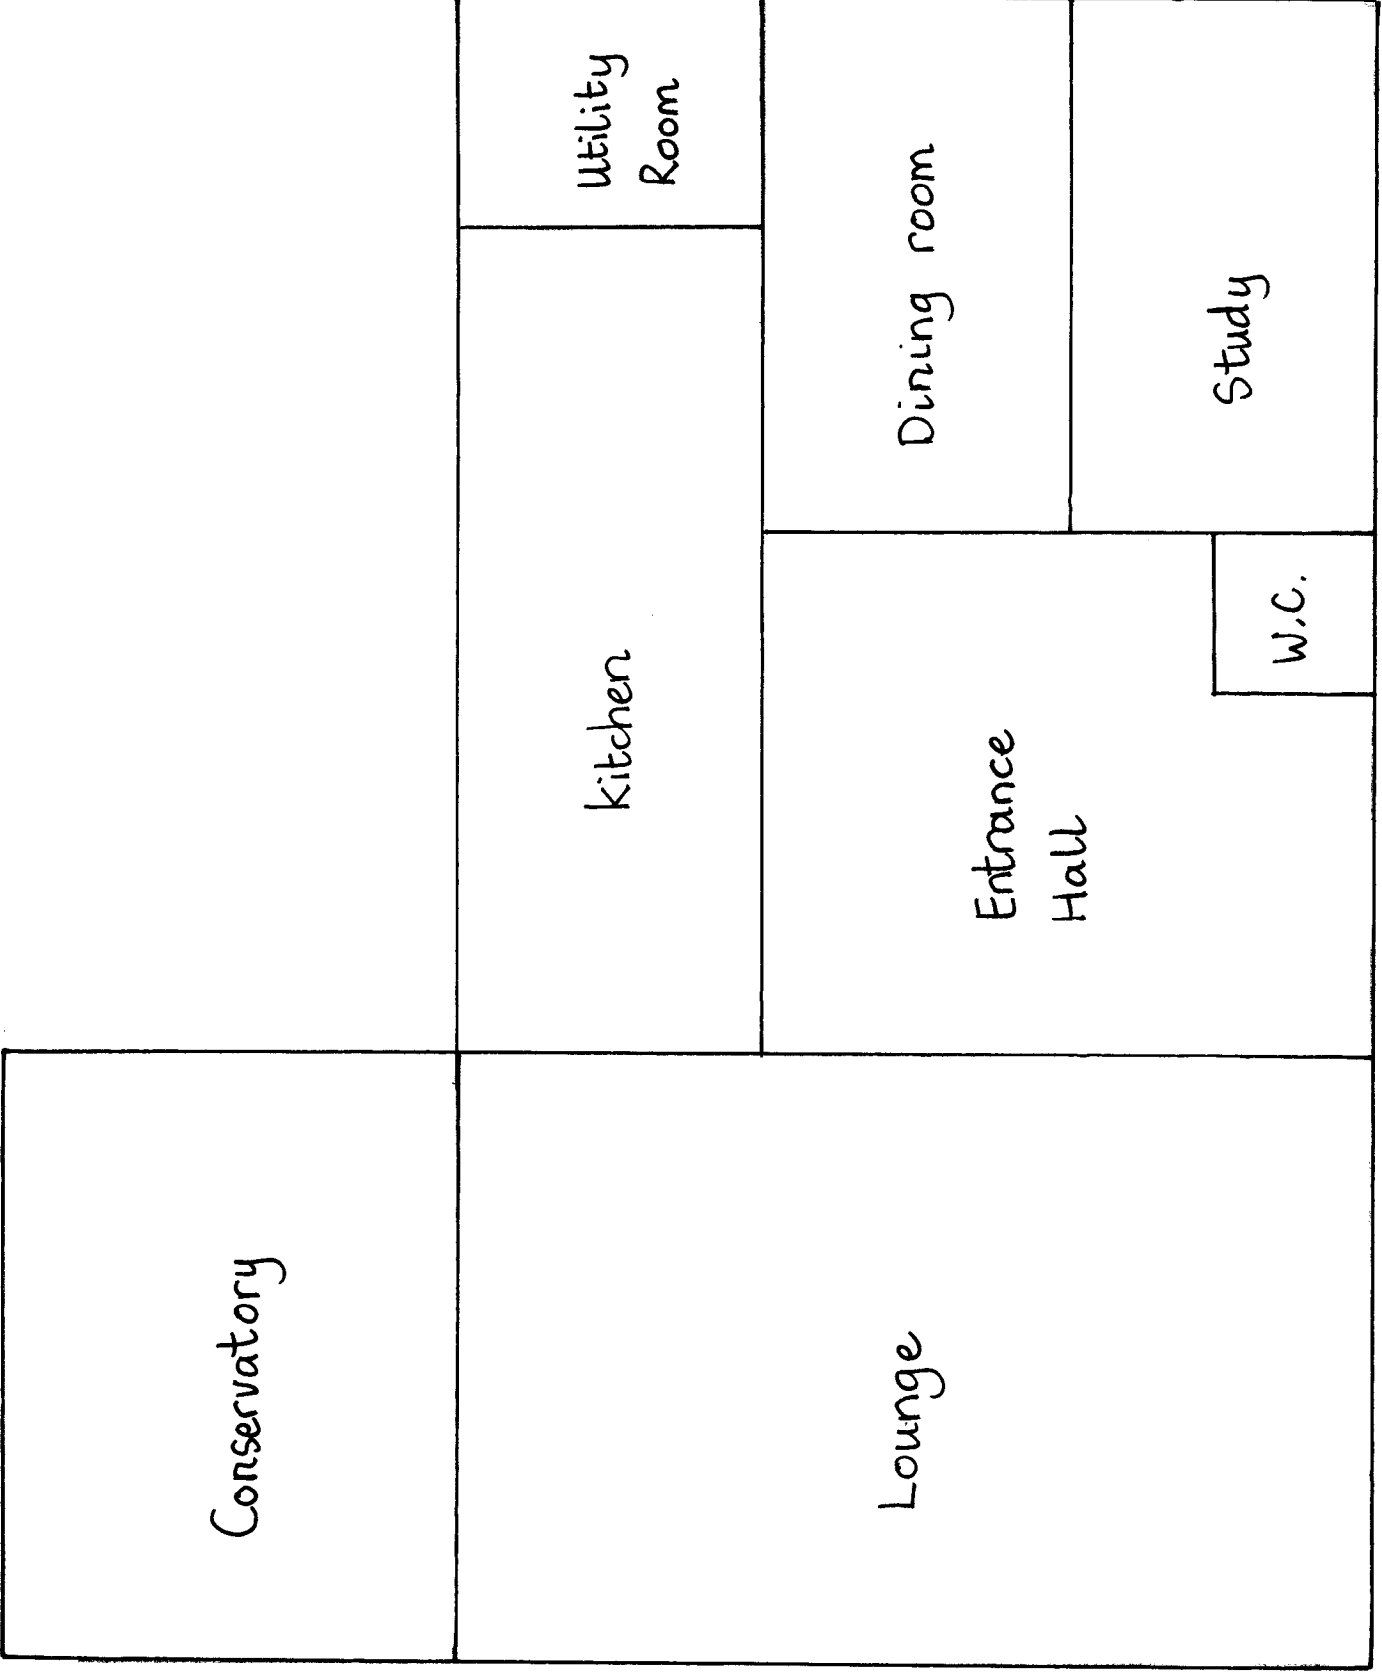 Conservatory
Kitchen
Utility
Room
Lounge
Entrance
Hall
Dining room
W.C.
Study